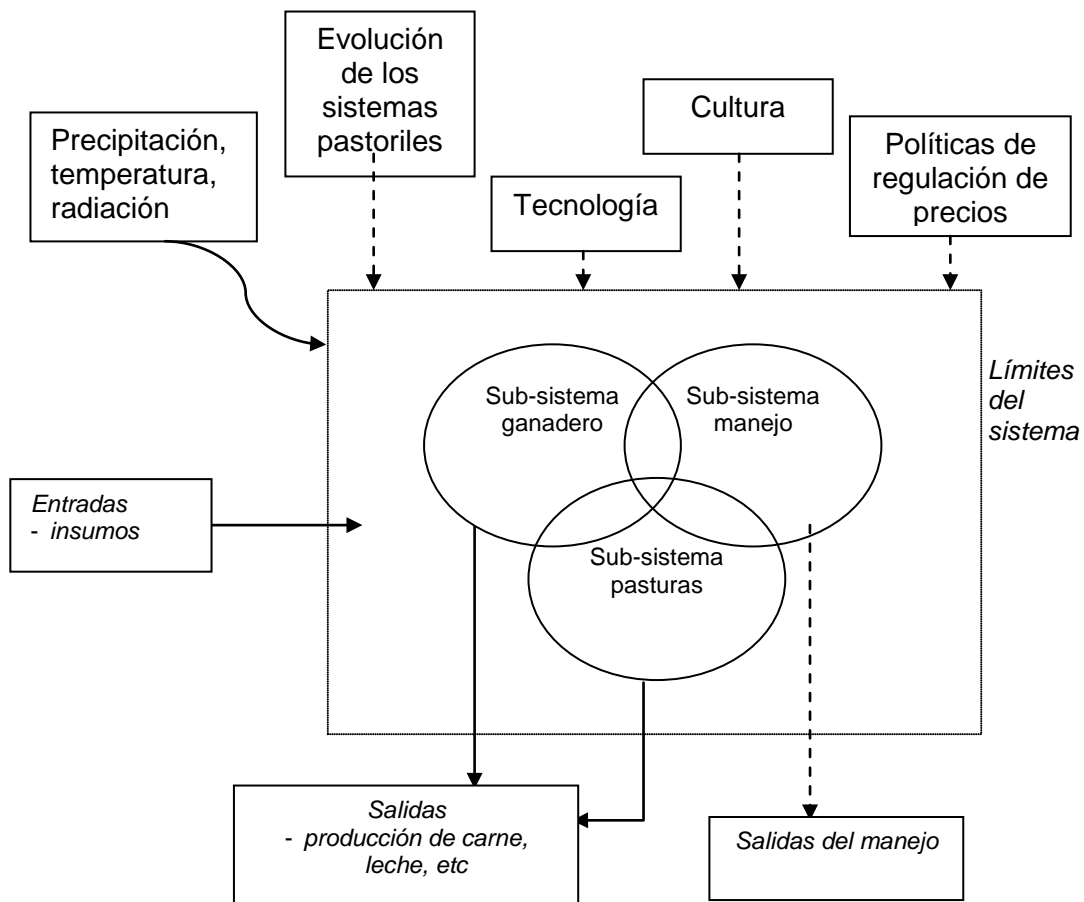 Evolución
de los
sistemas
pastoriles
Cultura
Precipitación,
temperatura,
radiación
Políticas de
regulación de
precios
Tecnología
Límites
del
sistema
Sub-sistema
ganadero
Sub-sistema
manejo
Entradas
- insumos
Sub-sistema
pasturas
Salidas
- producción de carne,
leche, etc
Salidas del manejo